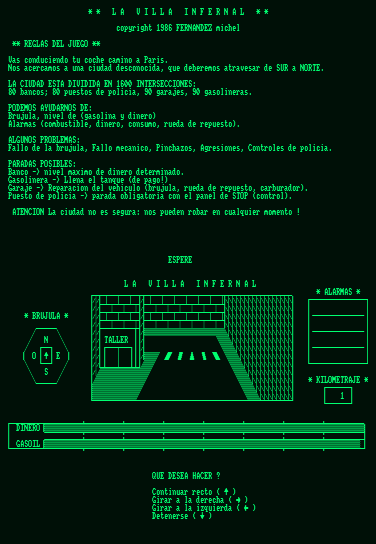 ** LA VILLA INFERNAL **
copyright 1986 FERNANDEZ michel
** REGLAS DEL JUEGO **
Vas conduciendo tu coche camino a Paris.
Nos acercamos a una ciudad desconocida, que deberemos atravesar de SUR a NORTE.
LA CIUDAD ESTA DIVIDIDA EN 1600 INTERSECCIONES:
80 bancos; 80 puestos de policia, 90 garajes, 90 gasolineras.
PODEMOS AYUDARNOS DE:
Brujula, nivel de (gasolina y dinero)
Alarmas (combustible, dinero, consumo, rueda de repuesto).
ALGUNOS PROBLEMAS:
Fallo de la brujula, Fallo mecanico, Pinchazos, Agresiones, Controles de policia.
PARADAS POSIBLES:
Banco -> nivel maximo de dinero determinado.
Gasolinera -> Llena el tanque (de pago!)
Garaje -> Reparacion del vehiculo (brujula, rueda de repuesto, carburador).
Puesto de policia -> parada obligatoria con el panel de STOP (control).
ATENCION La ciudad no es segura: nos pueden robar en cualquier momento !
ESPERE
LA VILLA INFERNAL
* BRUJULA *
N
O E
S
TALLER
* ALARMAS *
* KILOMETRAJE *
1
DINERO
GASOIL
QUE DESEA HACER ?
Continuar recto ( ↑ )
Girar a la derecha ( → )
Girar a la izquierda ( ← )
Detenerse ( ↓ )